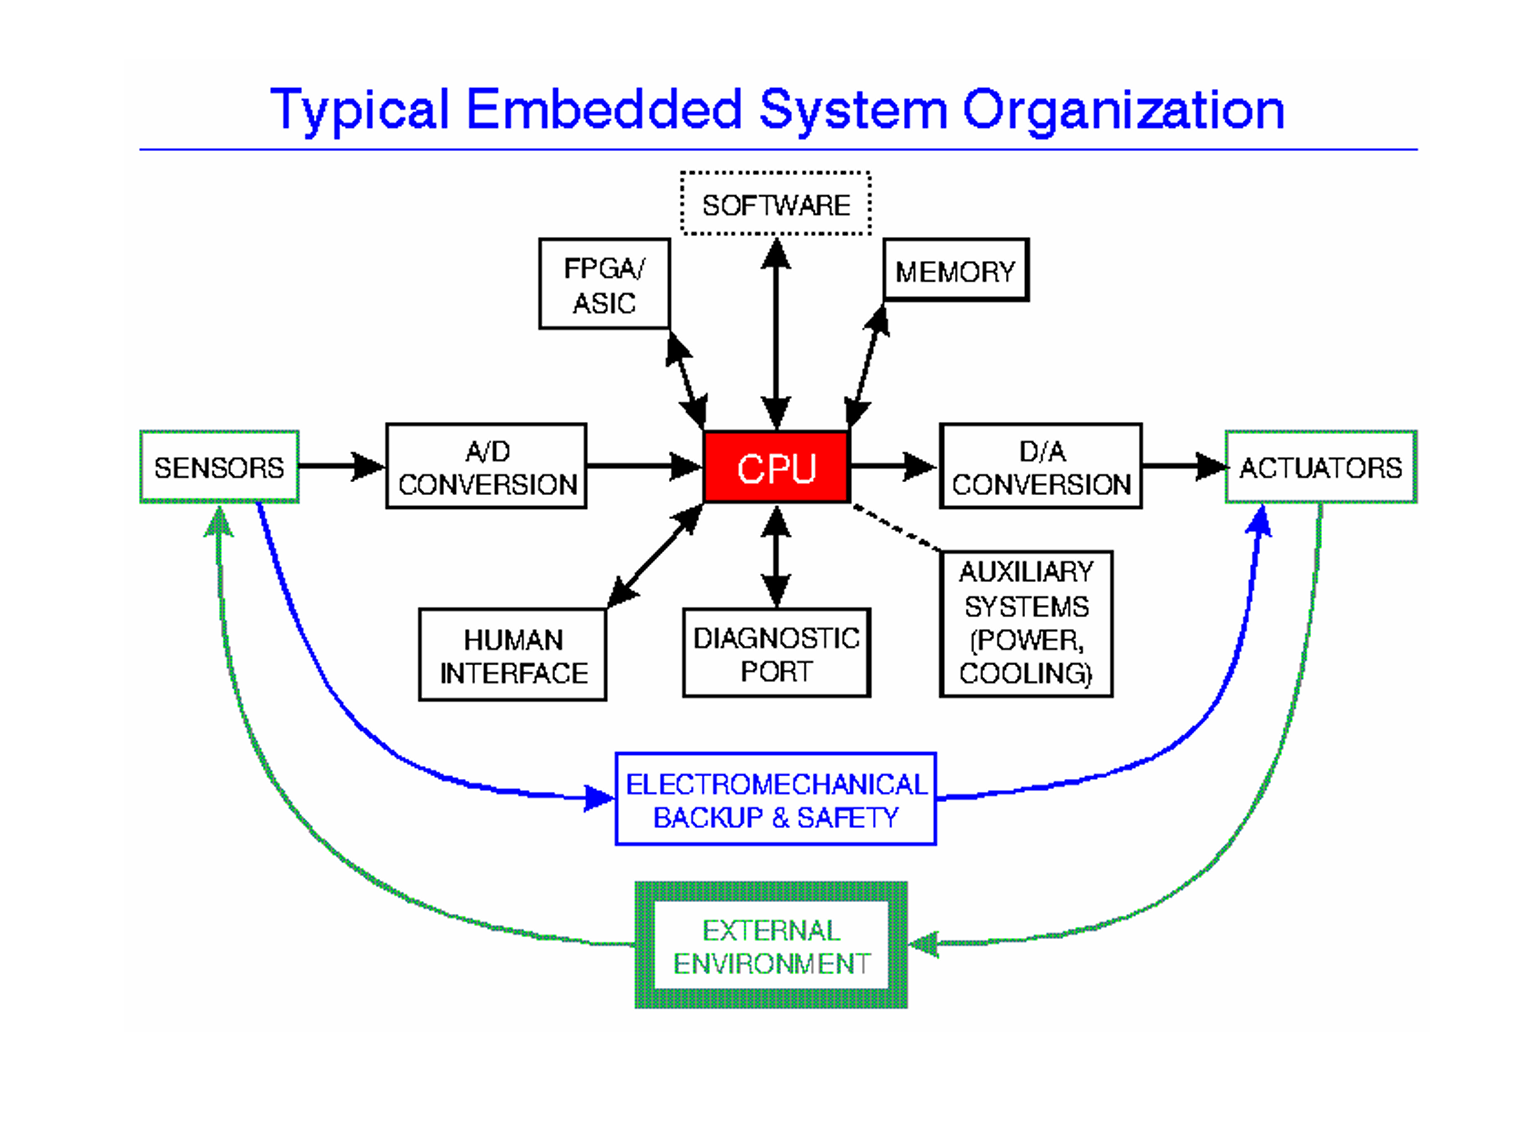 Typical Embedded System Organization
SOFTWARE
FPGA/
ASIC
MEMORY
SENSORS
A/D
CONVERSION
CPU
D/A
CONVERSION
ACTUATORS
HUMAN
INTERFACE
DIAGNOSTIC
PORT
AUXILIARY
SYSTEMS
(POWER,
COOLING)
ELECTROMECHANICAL
BACKUP & SAFETY
EXTERNAL
ENVIRONMENT